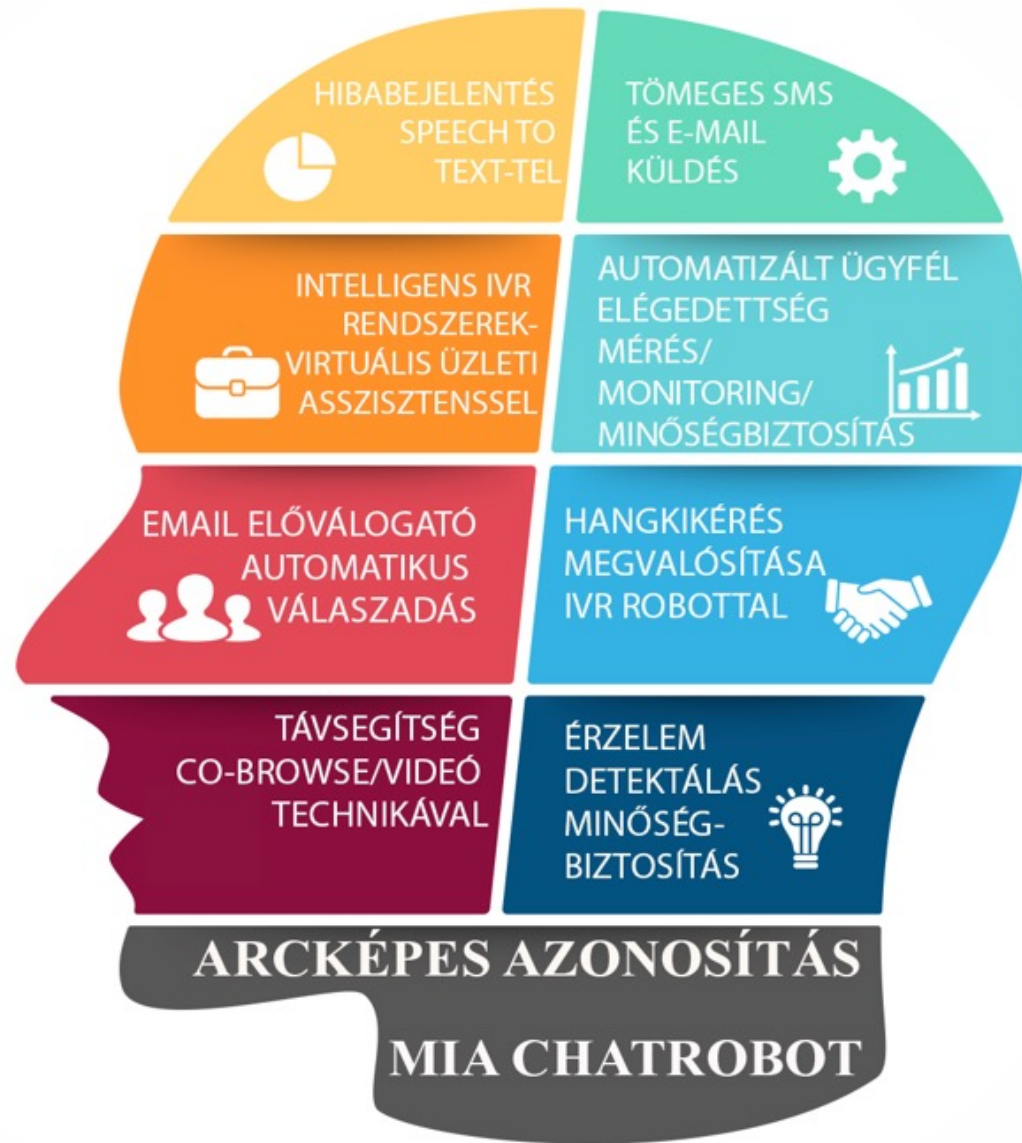 HIBABEJELENTÉS
SPEECH TO
TEXT-TEL
TÖMEGES SMS
ÉS E-MAIL
KÜLDÉS
INTELLIGENS IVR
RENDSZEREK-
VIRTUÁLIS ÜZLETI
ASSZISZTENSSEL
AUTOMATIZÁLT ÜGYFÉL
ELÉGEDETTSÉG
MÉRÉS/
MONITORING/
MINŐSÉGBIZTOSÍTÁS
EMAIL ELŐVÁLOGATÓ
AUTOMATIKUS
VÁLASZADÁS
HANGKIKÉRÉS
MEGVALÓSÍTÁSA
IVR ROBOTTAL
TÁVSEGÍTSÉG
CO-BROWSE/VIDEÓ
TECHNIKÁVAL
ÉRZELEM
DETEKTÁLÁS
MINŐSÉG-
BIZTOSÍTÁS
ARCKÉPES AZONOSÍTÁS
MIA CHATROBOT